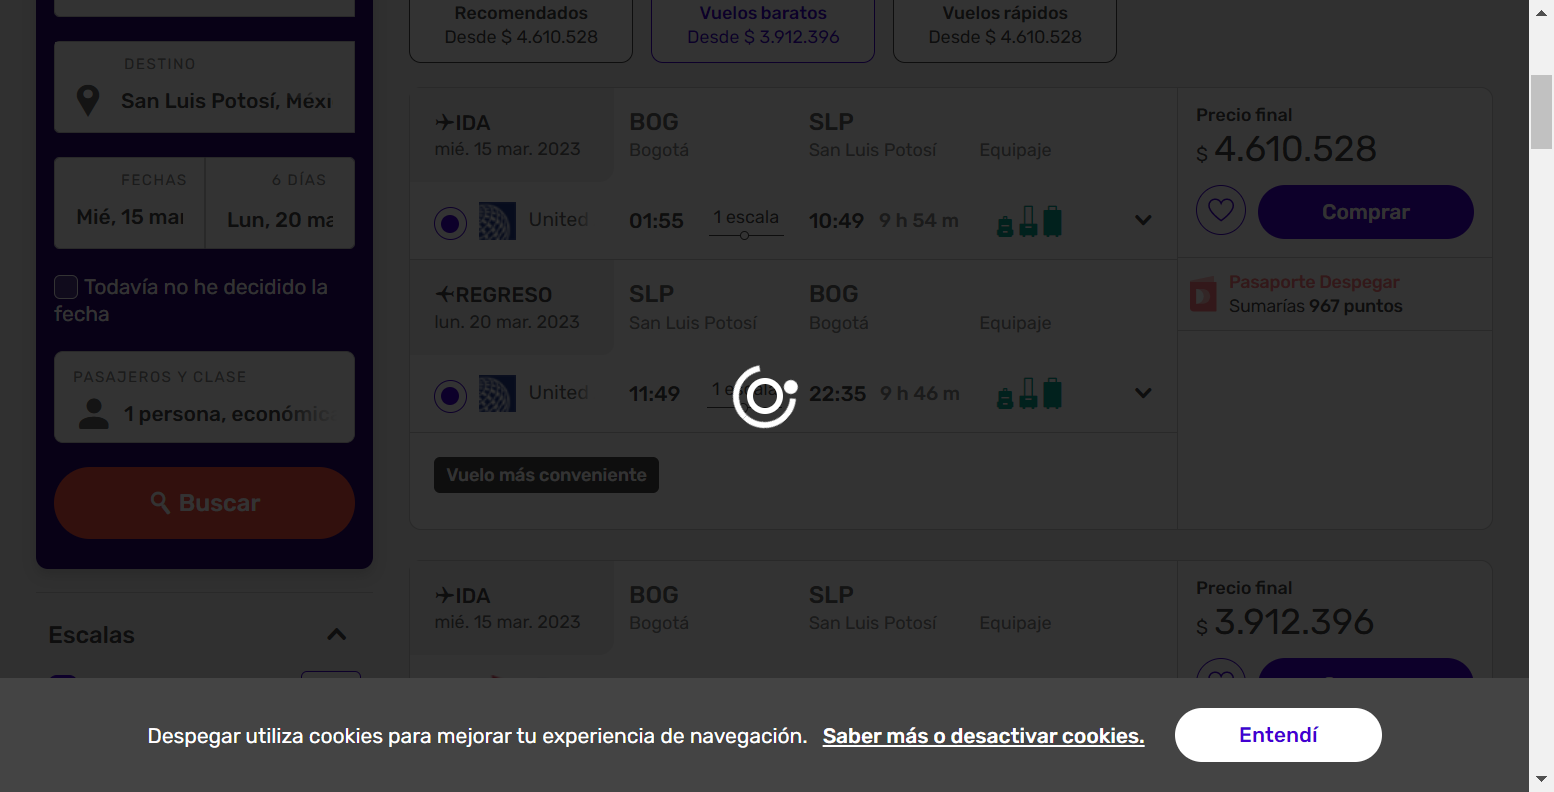 Recomendados
Desde $ 4.610.528
Vuelos baratos
Desde $ 3.912.396
Vuelos rápidos
Desde $ 4.610.528
DESTINO
San Luis Potosí, Méxi
FECHAS
Mié, 15 mar
6 DÍAS
Lun, 20 ma
Todavía no he decidido la
fecha
PASAJEROS Y CLASE
1 persona, económica
Buscar
Escalas
IDA
mié. 15 mar. 2023
BOG
Bogotá
SLP
San Luis Potosí
Equipaje
United
01:55
1 escala
10:49
9 h 54 m
REGRESO
lun. 20 mar. 2023
SLP
San Luis Potosí
BOG
Bogotá
Equipaje
United
11:49
1 escala
22:35
9 h 46 m
Vuelo más conveniente
Precio final
$ 4.610.528
Comprar
Pasaporte Despegar
Sumarías 967 puntos
IDA
mié. 15 mar. 2023
BOG
Bogotá
SLP
San Luis Potosí
Equipaje
Precio final
$ 3.912.396
Despegar utiliza cookies para mejorar tu experiencia de navegación. Saber más o desactivar cookies.
Entendí